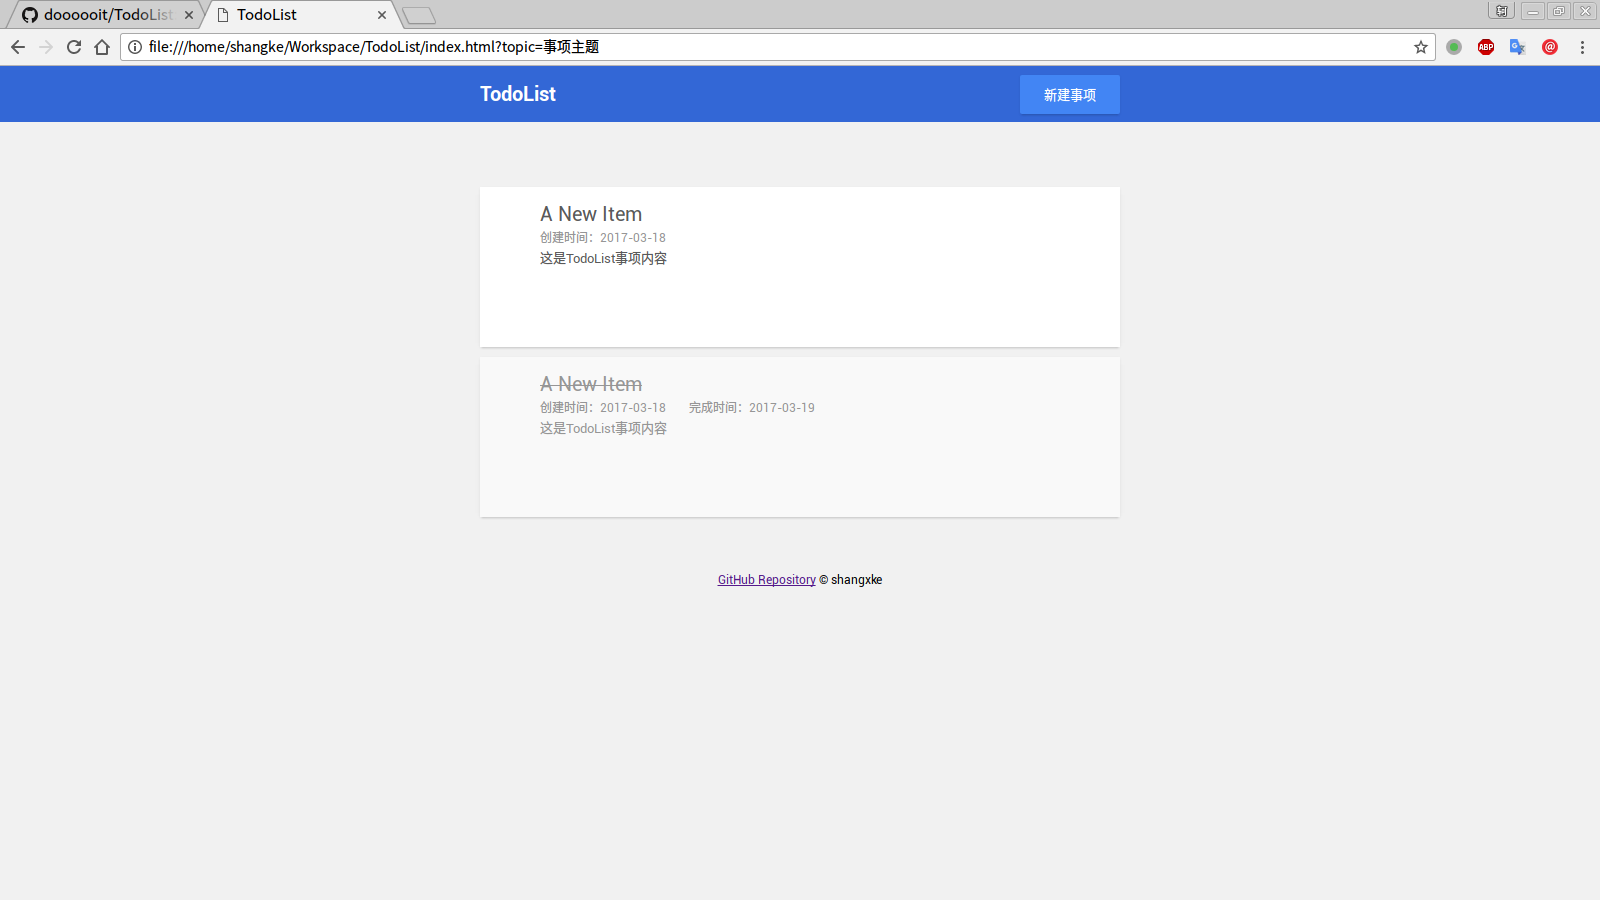 doooooit/TodoList
TodoList
轲
file:///home/shangke/Workspace/TodoList/index.html?topic=事项主题
ABP
TodoList
新建事项
A New Item
创建时间：2017-03-18
这是TodoList事项内容
A New Item
创建时间：2017-03-18 完成时间：2017-03-19
这是TodoList事项内容
GitHub Repository © shangxke